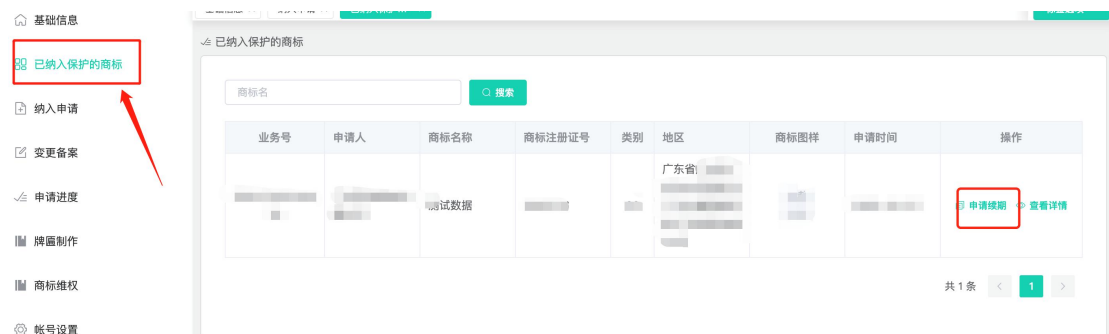 基础信息
已纳入保护的商标
纳入申请
变更备案
申请进度
牌匾制作
商标维权
帐号设置
已纳入保护的商标
商标名
搜索
业务号 申请人 商标名称 商标注册证号 类别 地区 商标图样 申请时间 操作
广东省
测试数据
申请续期 查看详情
共 1 条 < 1 >